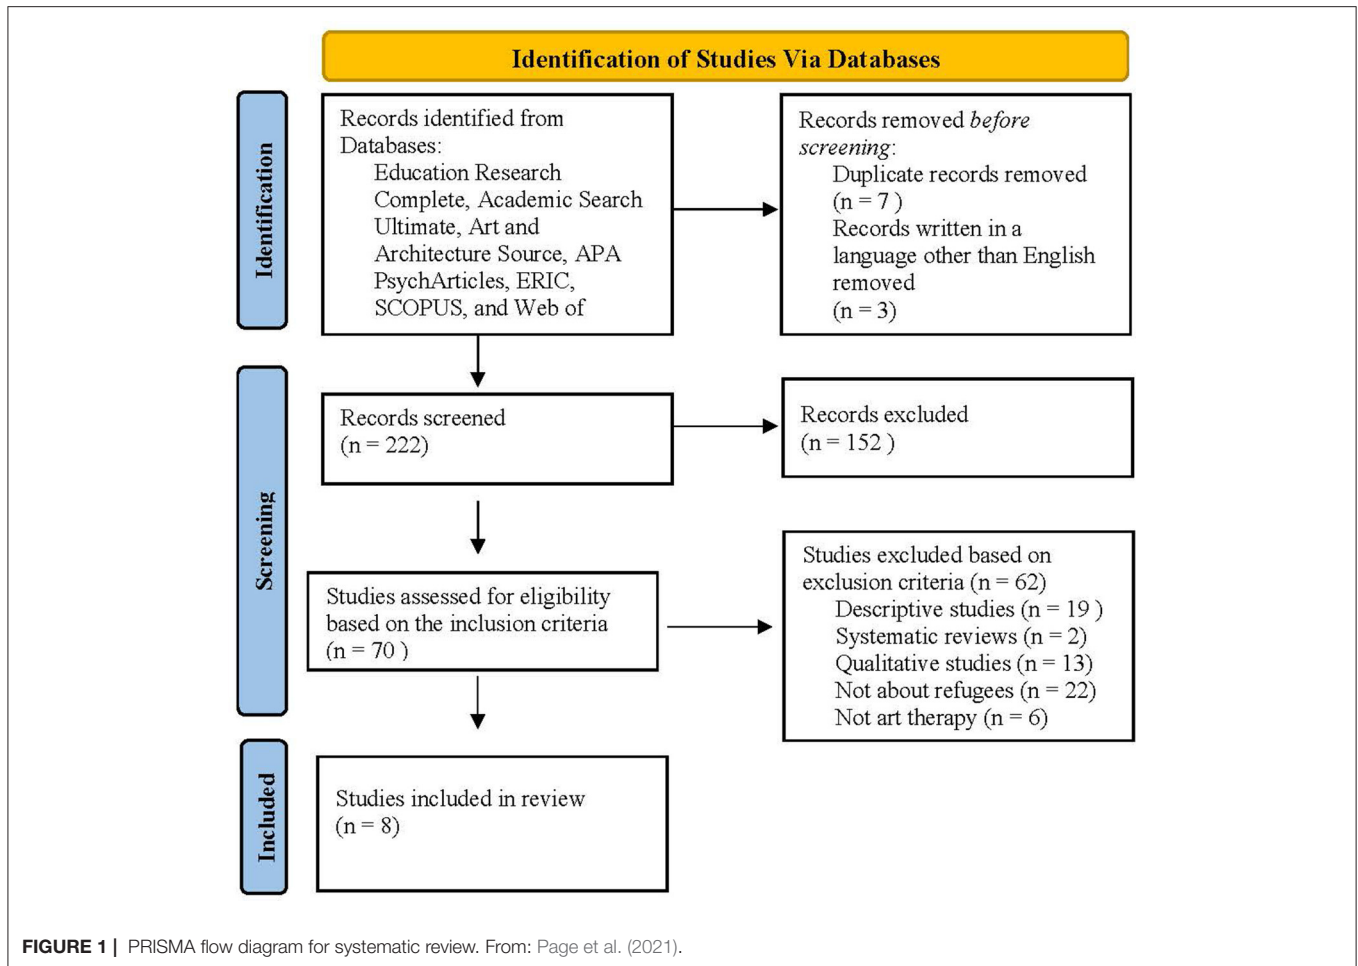 Identification of Studies Via Databases
Identification
Records identified from
Databases:
Education Research
Complete, Academic Search
Ultimate, Art and
Architecture Source, APA
PsychArticles, ERIC,
SCOPUS, and Web of
Records removed before
screening:
Duplicate records removed
(n = 7 )
Records written in a
language other than English
removed
(n = 3)
Screening
Records screened
(n = 222)
Records excluded
(n = 152 )
Studies assessed for eligibility
based on the inclusion criteria
(n = 70 )
Studies excluded based on
exclusion criteria (n = 62)
Descriptive studies (n = 19 )
Systematic reviews (n = 2)
Qualitative studies (n = 13)
Not about refugees (n = 22)
Not art therapy (n = 6)
Included
Studies included in review
(n = 8)
FIGURE 1 | PRISMA flow diagram for systematic review. From: Page et al. (2021).